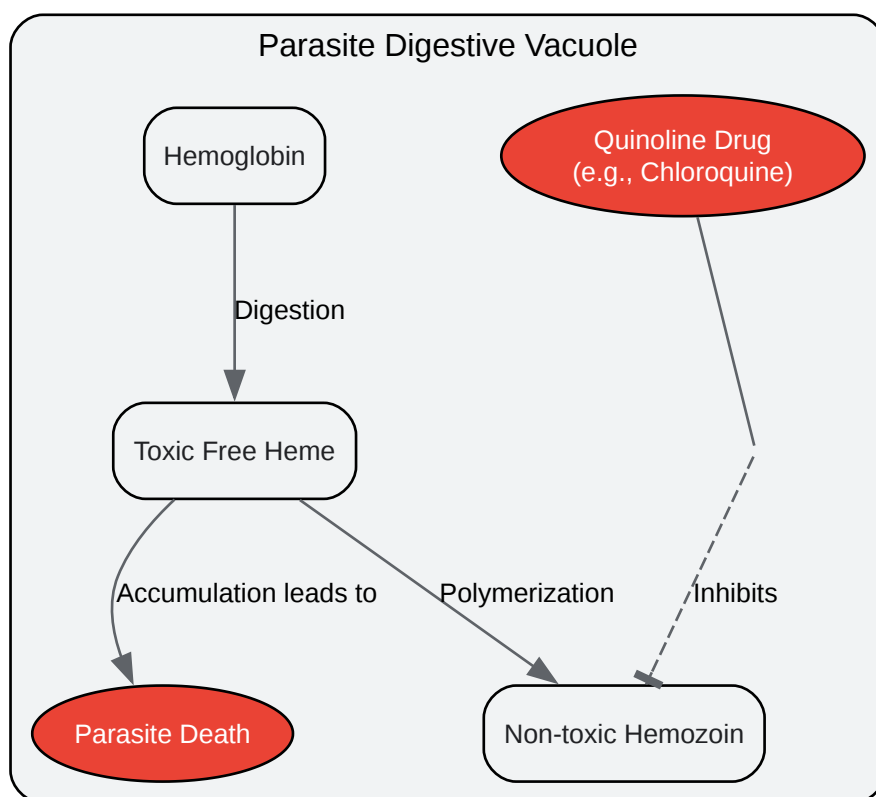 Parasite Digestive Vacuole
Hemoglobin
Quinoline Drug
(e.g., Chloroquine)
Digestion
Toxic Free Heme
Accumulation leads to
Polymerization
Inhibits
Parasite Death
Non-toxic Hemozoin